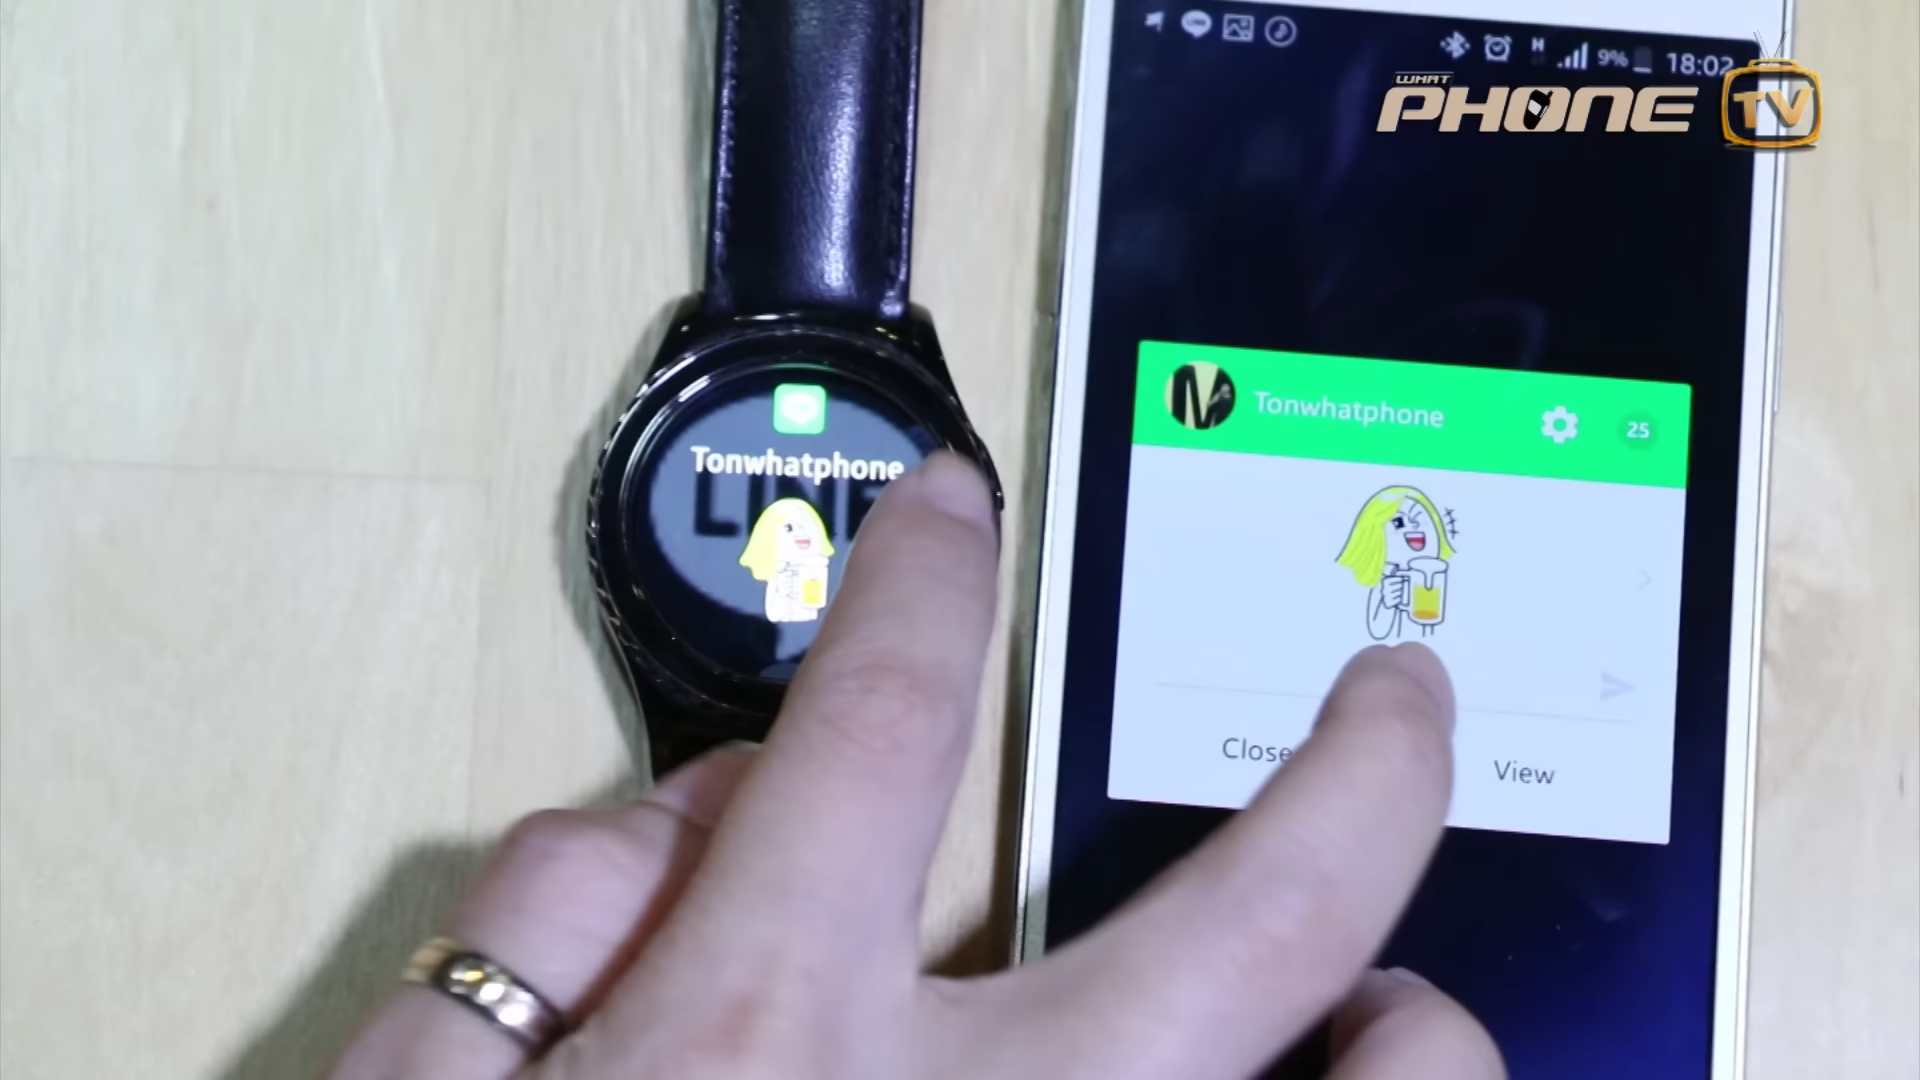 9% 18:02
WHAT
PHONE TV
Tonwhatphone
LINE
Tonwhatphone
25
Close
View